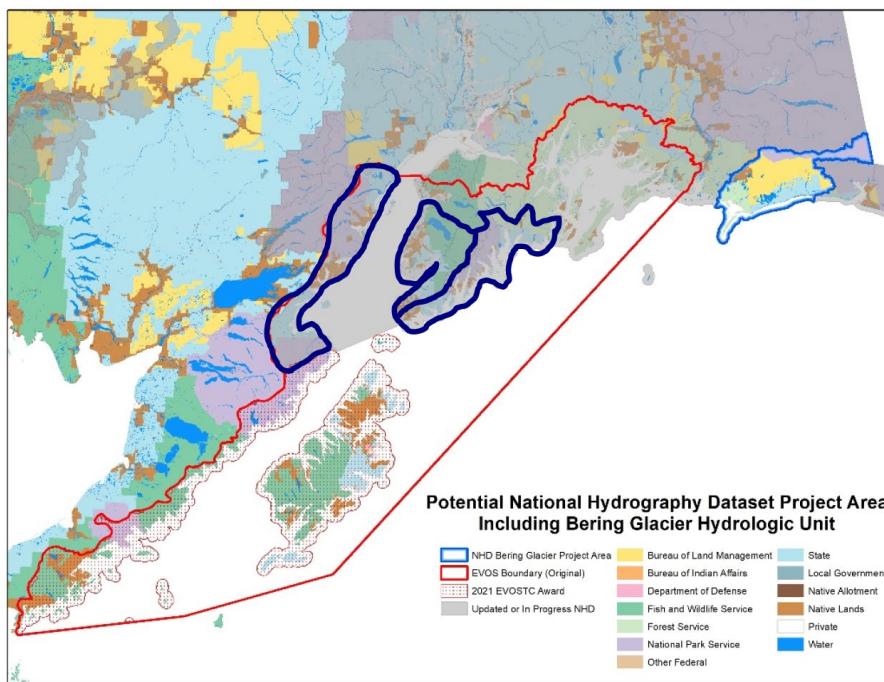 Potential National Hydrography Dataset Project Area
Including Bering Glacier Hydrologic Unit
NHD Bering Glacier Project Area
EVOS Boundary (Original)
2021 EVOSTC Award
Updated or In Progress NHD
Bureau of Land Management
Bureau of Indian Affairs
Department of Defense
Fish and Wildlife Service
Forest Service
National Park Service
Other Federal
State
Local Government
Native Allotment
Native Lands
Private
Water